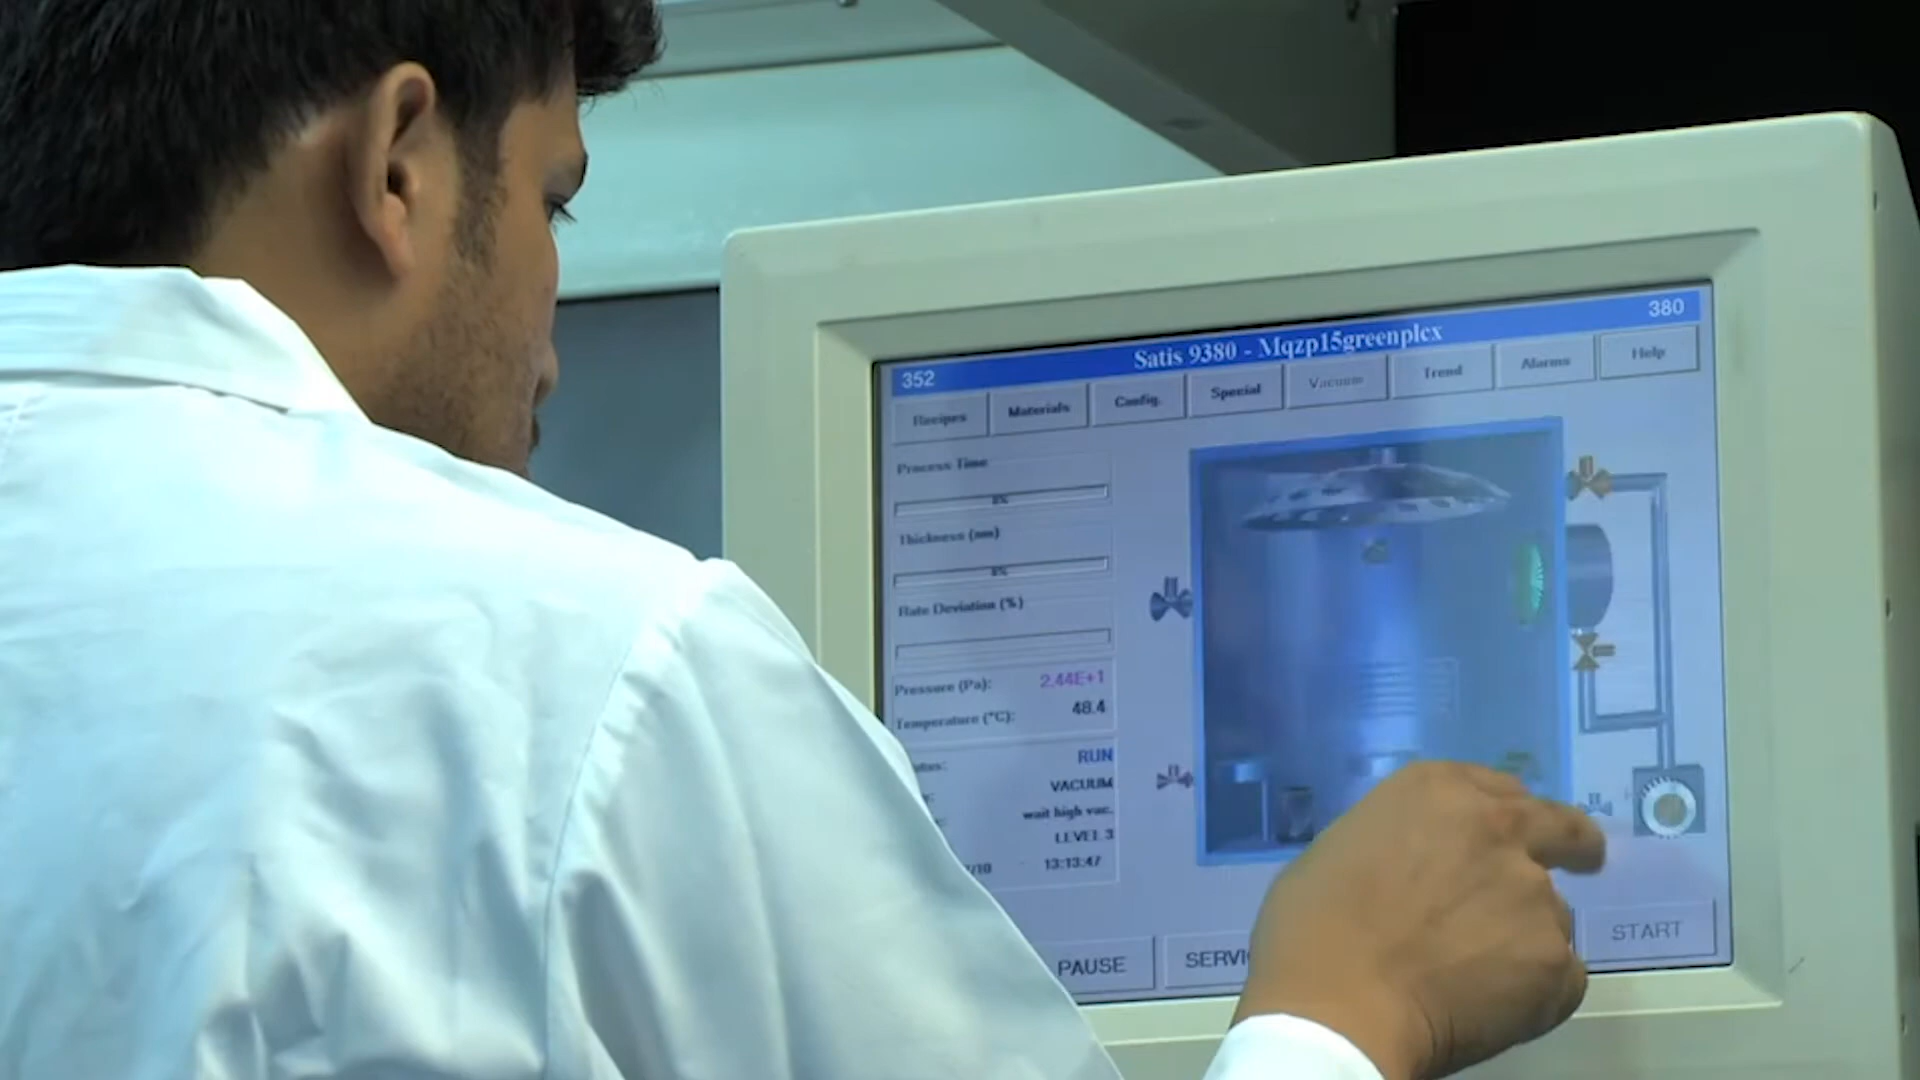 352 Satis 9380 - Mqzp15greenplcx 380
Recipes Materials Config. Special Vacuum Trend Alarms Help
Process Time
0%
Thickness (nm)
0%
Rate Deviation (%)
Pressure (Pa): 2.44E+1
Temperature (°C): 48.4
RUN
VACUUM
wait high vac.
LEVEL 3
13:13:47
PAUSE START